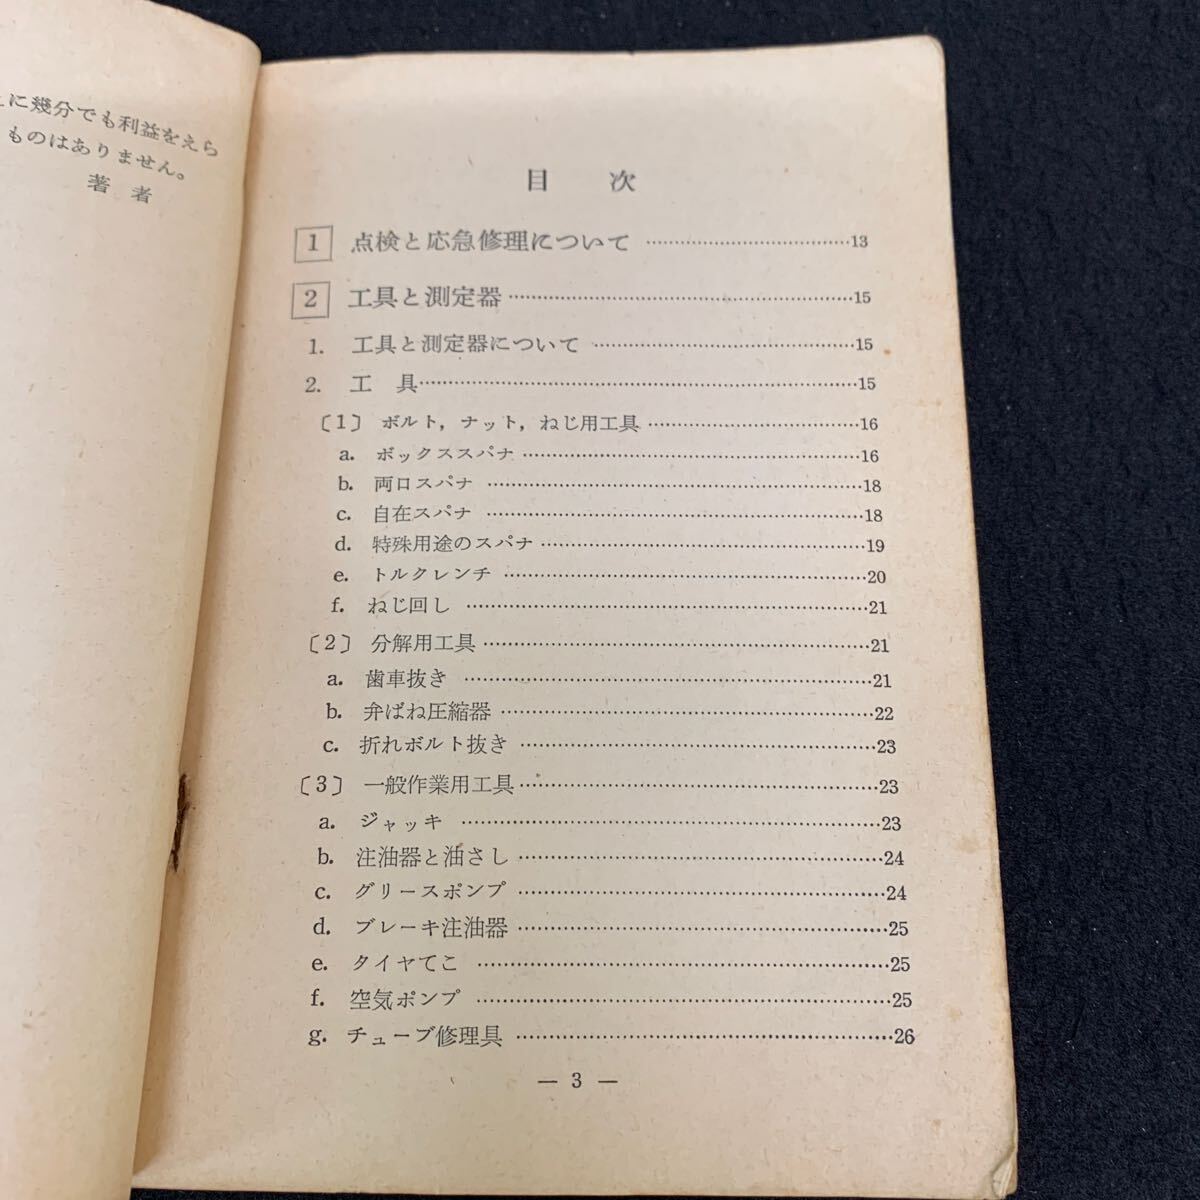 に幾分でも利益をえら
ものはありません。
著者
目次
1 点検と応急修理について……13
2 工具と測定器……15
1. 工具と測定器について……15
2. 工具……15
〔1〕 ボルト,ナット,ねじ用工具……16
a. ボックススパナ……16
b. 両口スパナ……18
c. 自在スパナ……18
d. 特殊用途のスパナ……19
e. トルクレンチ……20
f. ねじ回し……21
〔2〕 分解用工具……21
a. 歯車抜き……21
b. 弁ばね圧縮器……22
c. 折れボルト抜き……23
〔3〕 一般作業用工具……23
a. ジャッキ……23
b. 注油器と油さし……24
c. グリースポンプ……24
d. ブレーキ注油器……25
e. タイヤてこ……25
f. 空気ポンプ……25
g. チューブ修理具……26
— 3 —